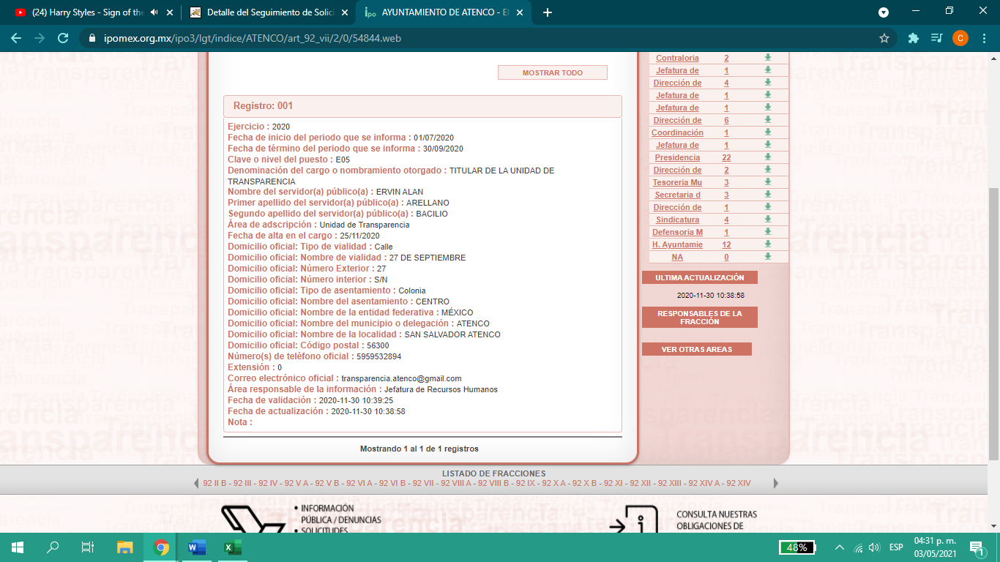 (24) Harry Styles - Sign of the
Detalle del Seguimiento de Solici
ipo
AYUNTAMIENTO DE ATENCO - El
ipomex.org.mx/ipo3/lgt/indice/ATENCO/art_92_vii/2/0/54844.web
C
MOSTRAR TODO
Registro: 001
Ejercicio : 2020
Fecha de inicio del periodo que se informa : 01/07/2020
Fecha de término del periodo que se informa : 30/09/2020
Clave o nivel del puesto : E05
Denominación del cargo o nombramiento otorgado : TITULAR DE LA UNIDAD DE
TRANSPARENCIA
Nombre del servidor(a) público(a) : ERVIN ALAN
Primer apellido del servidor(a) público(a) : ARELLANO
Segundo apellido del servidor(a) público(a) : BACILIO
Área de adscripción : Unidad de Transparencia
Fecha de alta en el cargo : 25/11/2020
Domicilio oficial: Tipo de vialidad : Calle
Domicilio oficial: Nombre de vialidad : 27 DE SEPTIEMBRE
Domicilio oficial: Número Exterior : 27
Domicilio oficial: Número interior : S/N
Domicilio oficial: Tipo de asentamiento : Colonia
Domicilio oficial: Nombre del asentamiento : CENTRO
Domicilio oficial: Nombre de la entidad federativa : MÉXICO
Domicilio oficial: Nombre del municipio o delegación : ATENCO
Domicilio oficial: Nombre de la localidad : SAN SALVADOR ATENCO
Domicilio oficial: Código postal : 56300
Número(s) de teléfono oficial : 5959532894
Extensión : 0
Correo electrónico oficial : transparencia.atenco@gmail.com
Área responsable de la información : Jefatura de Recursos Humanos
Fecha de validación : 2020-11-30 10:39:25
Fecha de actualización : 2020-11-30 10:38:58
Nota :
Mostrando 1 al 1 de 1 registros
Contraloria 2
Jefatura de 1
Dirección de 4
Jefatura de 1
Jefatura de 1
Dirección de 6
Coordinación 1
Jefatura de 1
Presidencia 22
Dirección de 2
Tesoreria Mu 3
Secretaria d 3
Dirección de 1
Sindicatura 4
Defensoria M 1
H. Ayuntamie 12
NA 0
ULTIMA ACTUALIZACIÓN
2020-11-30 10:38:58
RESPONSABLES DE LA
FRACCIÓN
VER OTRAS AREAS
LISTADO DE FRACCIONES
92 II B - 92 III - 92 IV - 92 V A - 92 V B - 92 VI A - 92 VI B - 92 VII - 92 VIII A - 92 VIII B - 92 IX - 92 X A - 92 X B - 92 XI - 92 XII - 92 XIII - 92 XIV A - 92 XIV
• INFORMACIÓN
PÚBLICA / DENUNCIAS
• SOLICITUDES
CONSULTA NUESTRAS
OBLIGACIONES DE
48%
ESP
04:31 p. m.
03/05/2021
1